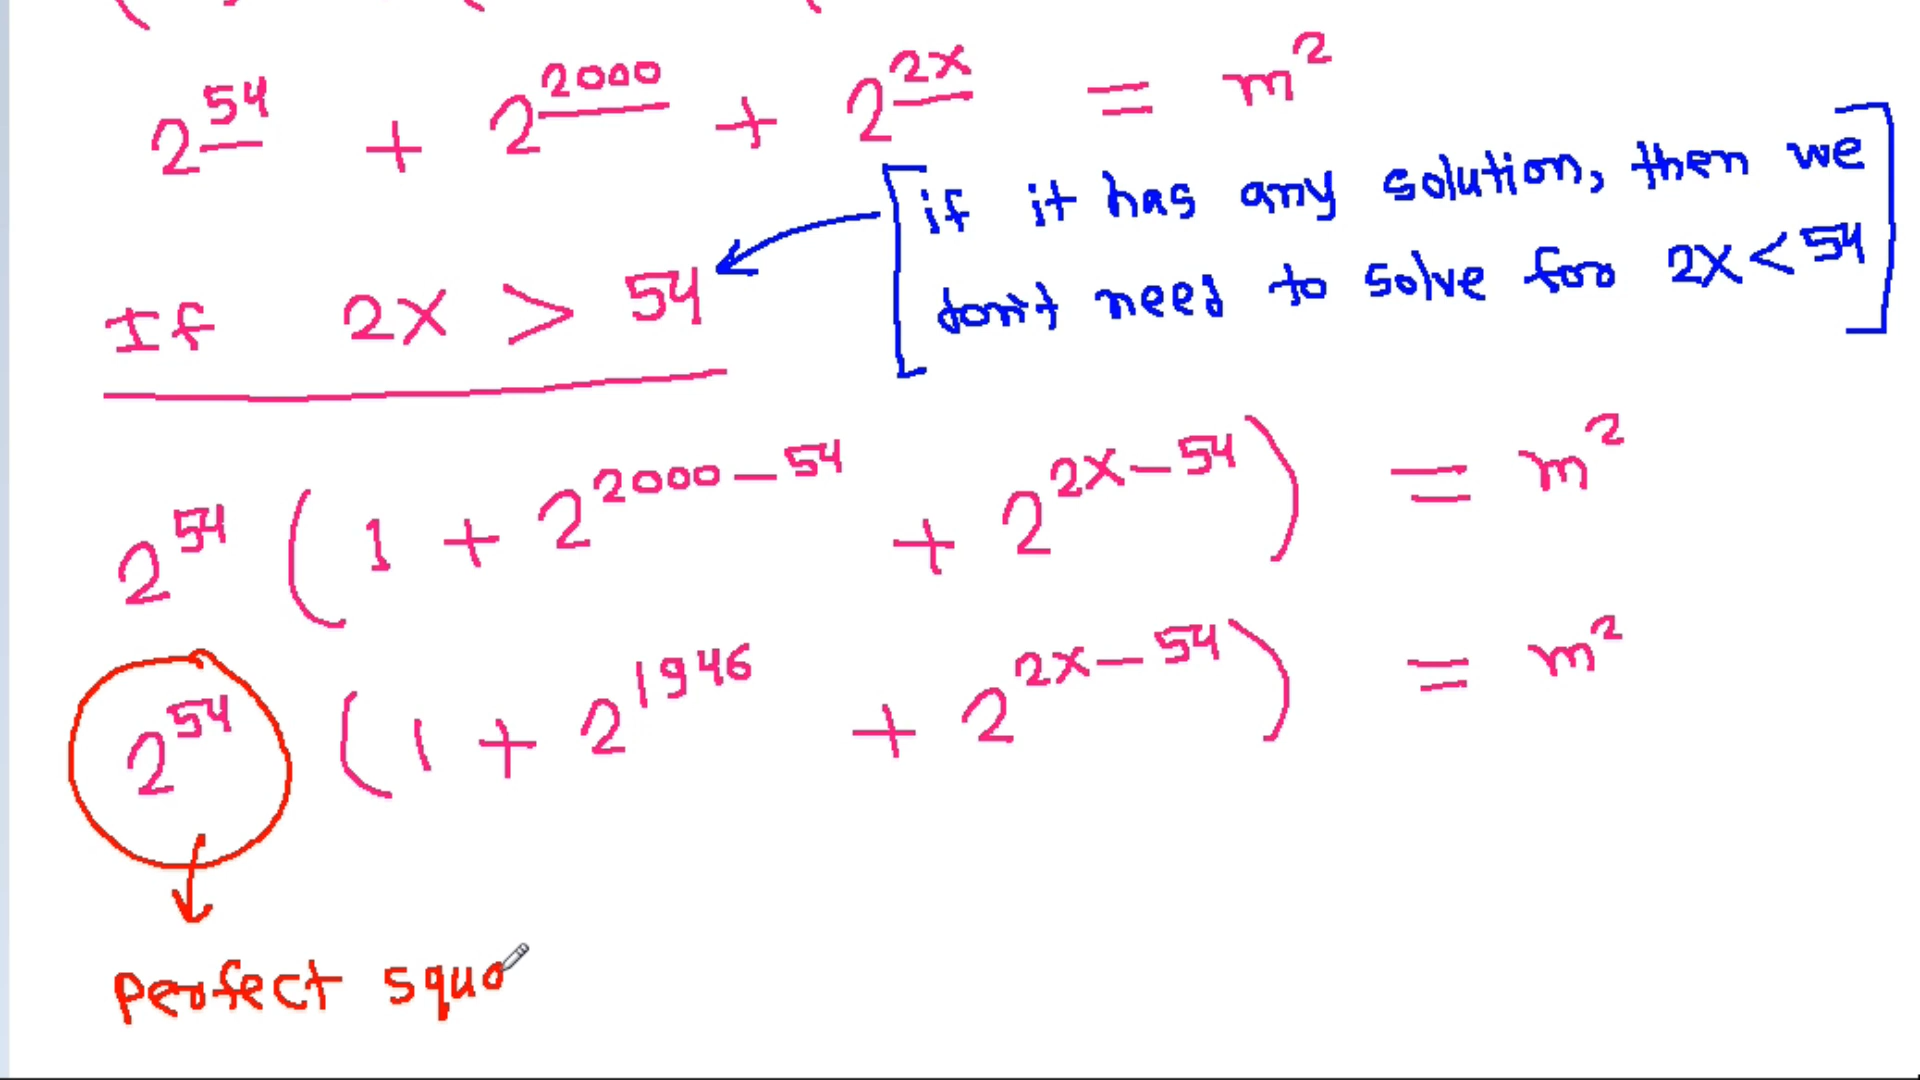 2^54 + 2^2000 + 2^2x = m^2
[if it has any solution, then we
don't need to solve for 2x < 54]
If 2x > 54
2^54 (1 + 2^2000-54 + 2^2x-54) = m^2
2^54 (1 + 2^1946 + 2^2x-54) = m^2
perfect squa